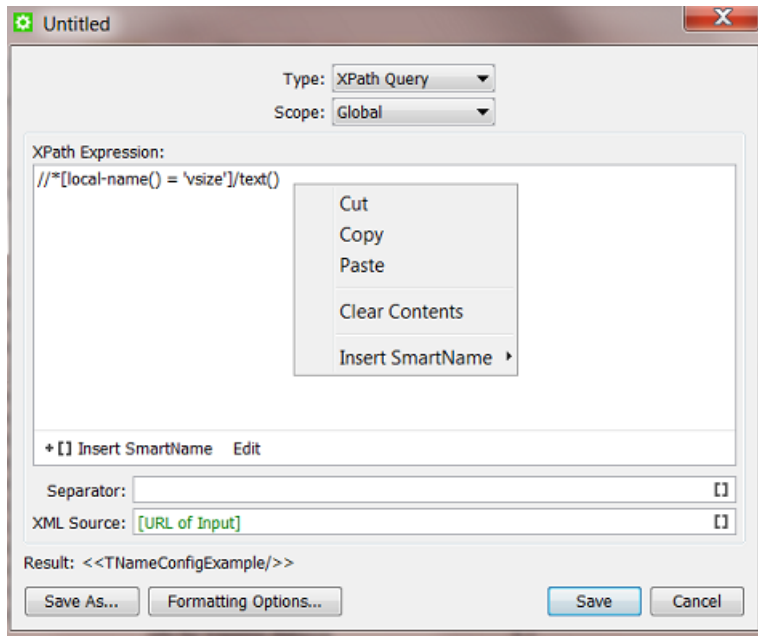 Untitled
Type: XPath Query
Scope: Global
XPath Expression:
//*[local-name() = 'vsize']/text()
Cut
Copy
Paste
Clear Contents
Insert SmartName
+[] Insert SmartName Edit
Separator: []
XML Source: [URL of Input] []
Result: <<TNameConfigExample/>>
Save As... Formatting Options... Save Cancel